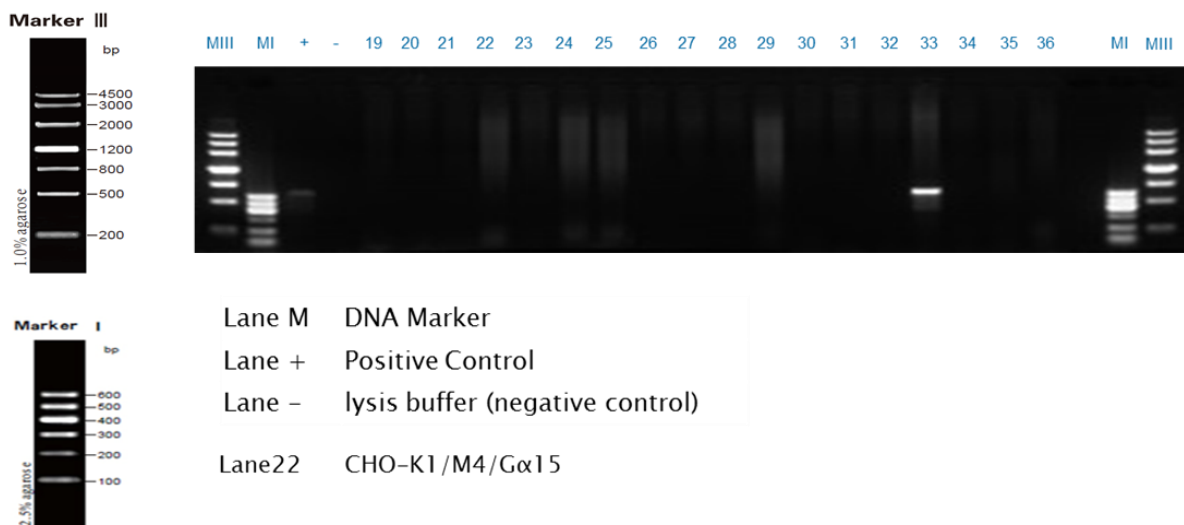 Marker III
bp
4500
3000
2000
1200
800
500
200
1.0% agarose
MIII MI + - 19 20 21 22 23 24 25 26 27 28 29 30 31 32 33 34 35 36 MI MIII
Marker I
bp
600
500
400
300
200
100
2.5% agarose
Lane M DNA Marker
Lane + Positive Control
Lane – lysis buffer (negative control)
Lane22 CHO-K1/M4/Gα15